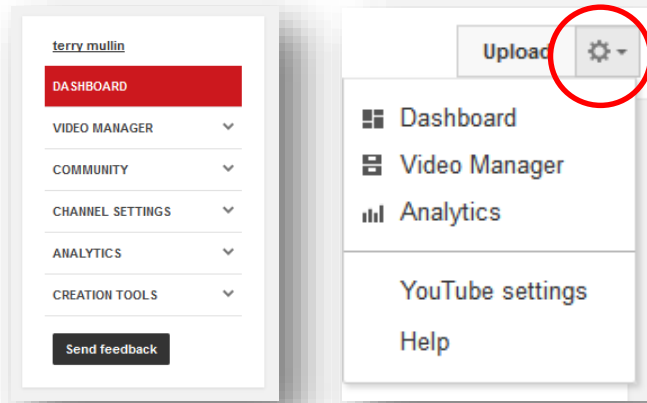 terry mullin
DASHBOARD
VIDEO MANAGER
COMMUNITY
CHANNEL SETTINGS
ANALYTICS
CREATION TOOLS
Send feedback
Upload
Dashboard
Video Manager
Analytics
YouTube settings
Help